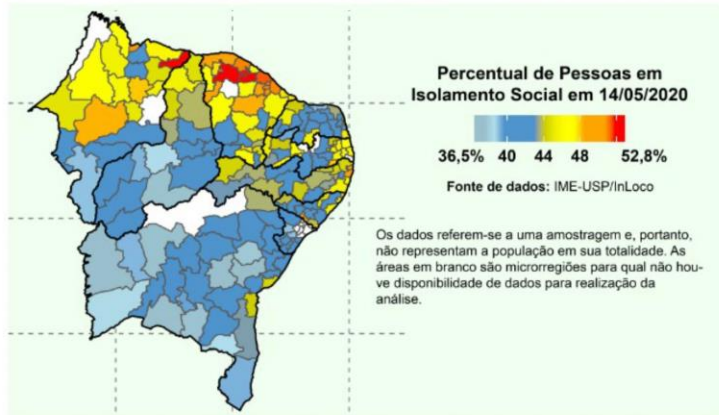 Percentual de Pessoas em
Isolamento Social em 14/05/2020
36,5% 40 44 48 52,8%
Fonte de dados: IME-USP/InLoco
Os dados referem-se a uma amostragem e, portanto,
não representam a população em sua totalidade. As
áreas em branco são microrregiões para qual não hou-
ve disponibilidade de dados para realização da
análise.